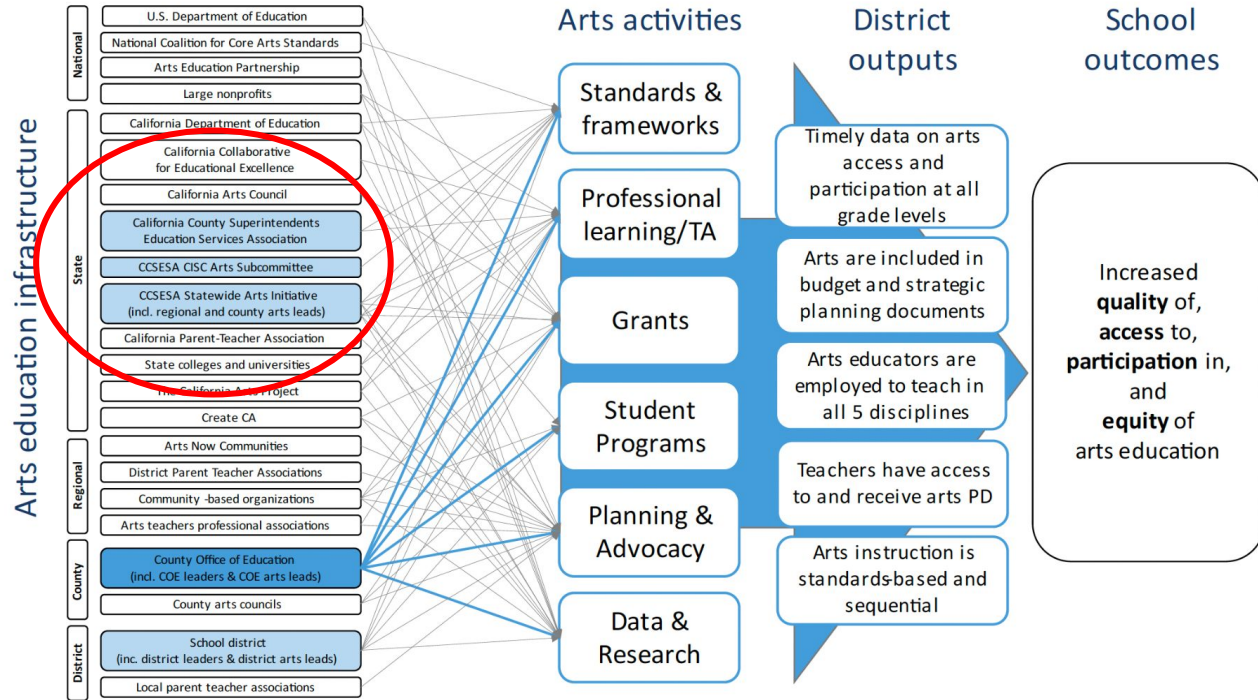 Arts education infrastructure
National
U.S. Department of Education
National Coalition for Core Arts Standards
Arts Education Partnership
Large nonprofits
State
California Department of Education
California Collaborative
for Educational Excellence
California Arts Council
California County Superintendents
Education Services Association
CCSESA CISC Arts Subcommittee
CCSESA Statewide Arts Initiative
(incl. regional and county arts leads)
California Parent-Teacher Association
State colleges and universities
The California Arts Project
Create CA
Regional
Arts Now Communities
District Parent Teacher Associations
Community -based organizations
Arts teachers professional associations
County
County Office of Education
(incl. COE leaders & COE arts leads)
County arts councils
District
School district
(inc. district leaders & district arts leads)
Local parent teacher associations
Arts activities
Standards &
frameworks
Professional
learning/TA
Grants
Student
Programs
Planning &
Advocacy
Data &
Research
District
outputs
Timely data on arts
access and
participation at all
grade levels
Arts are included in
budget and strategic
planning documents
Arts educators are
employed to teach in
all 5 disciplines
Teachers have access
to and receive arts PD
Arts instruction is
standards-based and
sequential
School
outcomes
Increased
quality of,
access to,
participation in,
and
equity of
arts education